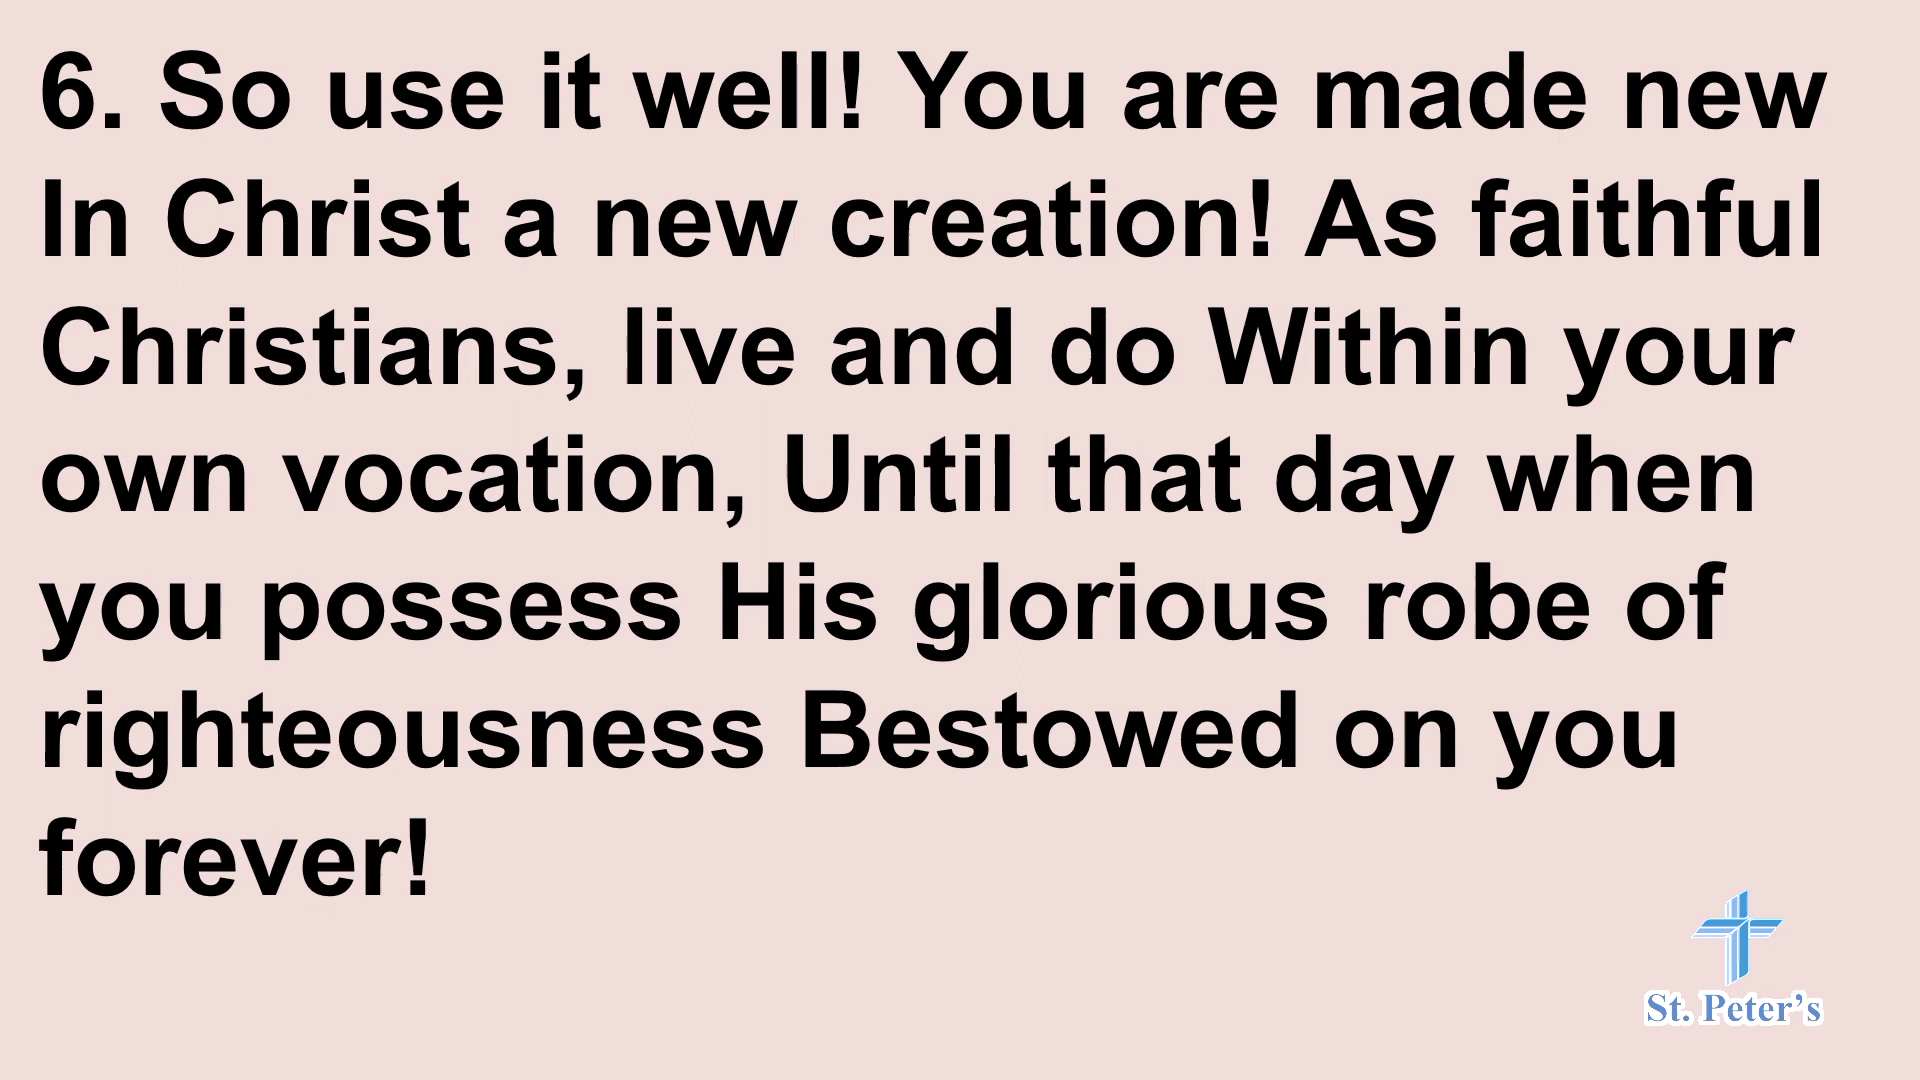 6. So use it well! You are made new
In Christ a new creation! As faithful
Christians, live and do Within your
own vocation, Until that day when
you possess His glorious robe of
righteousness Bestowed on you
forever!
St. Peter’s